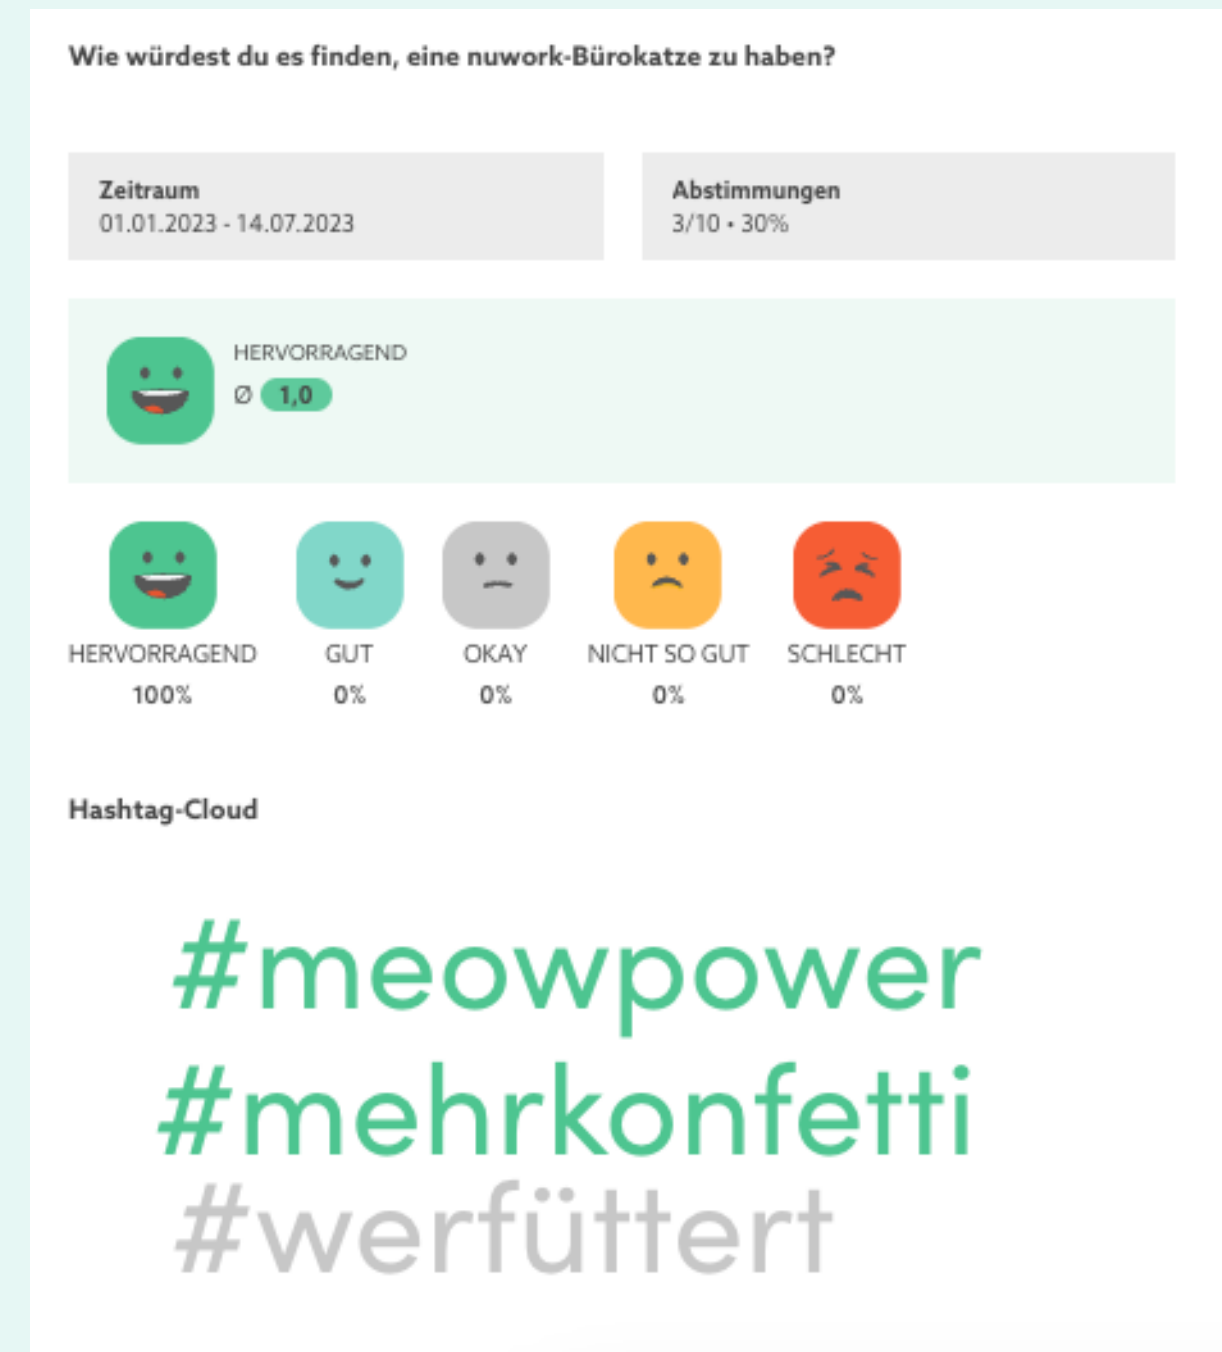 Wie würdest du es finden, eine nuwork-Bürokatze zu haben?
Zeitraum
01.01.2023 - 14.07.2023
Abstimmungen
3/10 • 30%
HERVORRAGEND
Ø 1,0
HERVORRAGEND
100%
GUT
0%
OKAY
0%
NICHT SO GUT
0%
SCHLECHT
0%
Hashtag-Cloud
#meowpower
#mehrkonfetti
#werfüttert